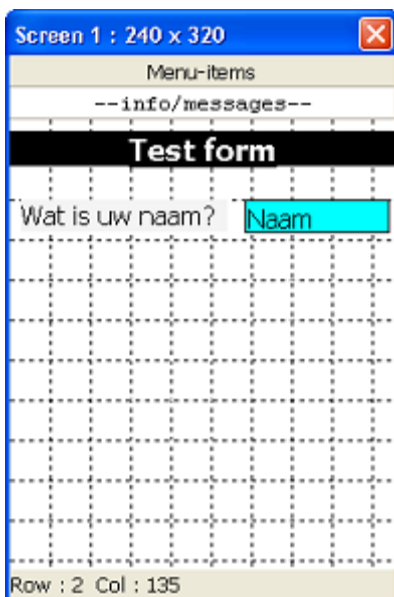 Screen 1 : 240 x 320
Menu-items
--info/messages--
Test form
Wat is uw naam? Naam
Row : 2 Col : 135